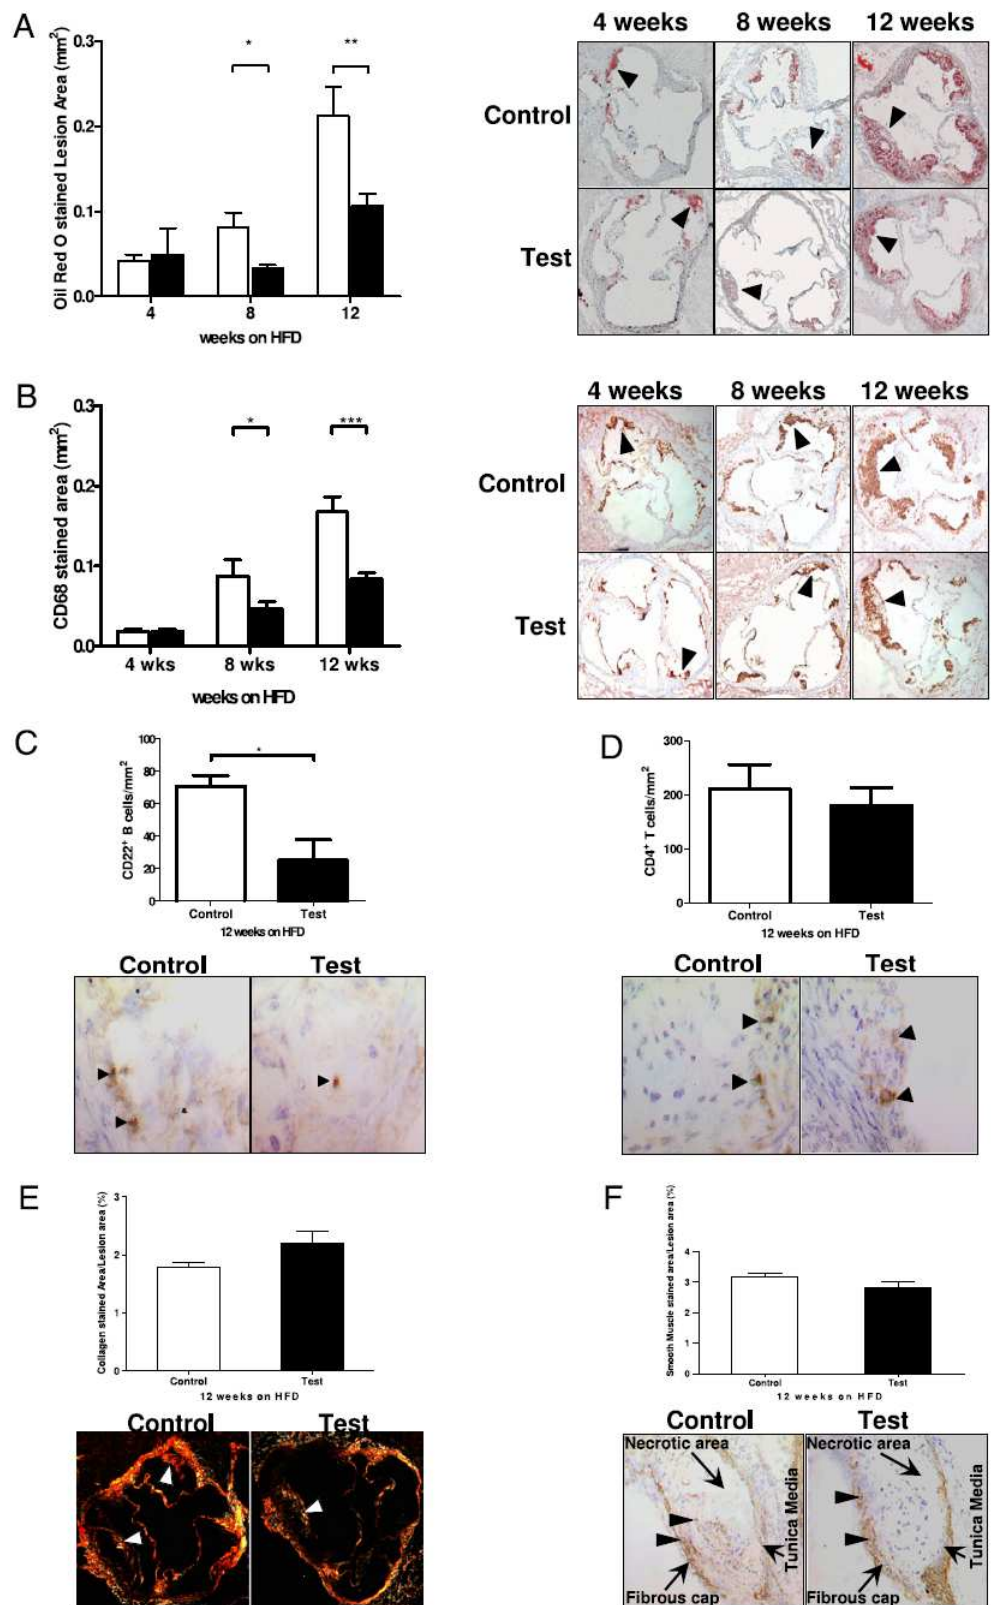 A
Oil Red O stained Lesion Area (mm²)
0.3
0.2
0.1
0.0
*
**
4
8
12
weeks on HFD
4 weeks
8 weeks
12 weeks
Control
Test
B
CD68 stained area (mm²)
0.3
0.2
0.1
0.0
*
***
4 wks
8 wks
12 wks
weeks on HFD
4 weeks
8 weeks
12 weeks
Control
Test
C
CD22⁺ B cells/mm²
100
80
60
40
20
0
*
Control
Test
12 weeks on HFD
Control
Test
D
CD4⁺ T cells/mm²
300
200
100
0
Control
Test
12 weeks on HFD
Control
Test
E
Collagen stained Area/Lesion area (%)
3
2
1
0
Control
Test
12 weeks on HFD
Control
Test
F
Smooth Muscle stained area/Lesion area (%)
4
3
2
1
0
Control
Test
12 weeks on HFD
Control
Test
Necrotic area
Tunica Media
Fibrous cap
Necrotic area
Tunica Media
Fibrous cap